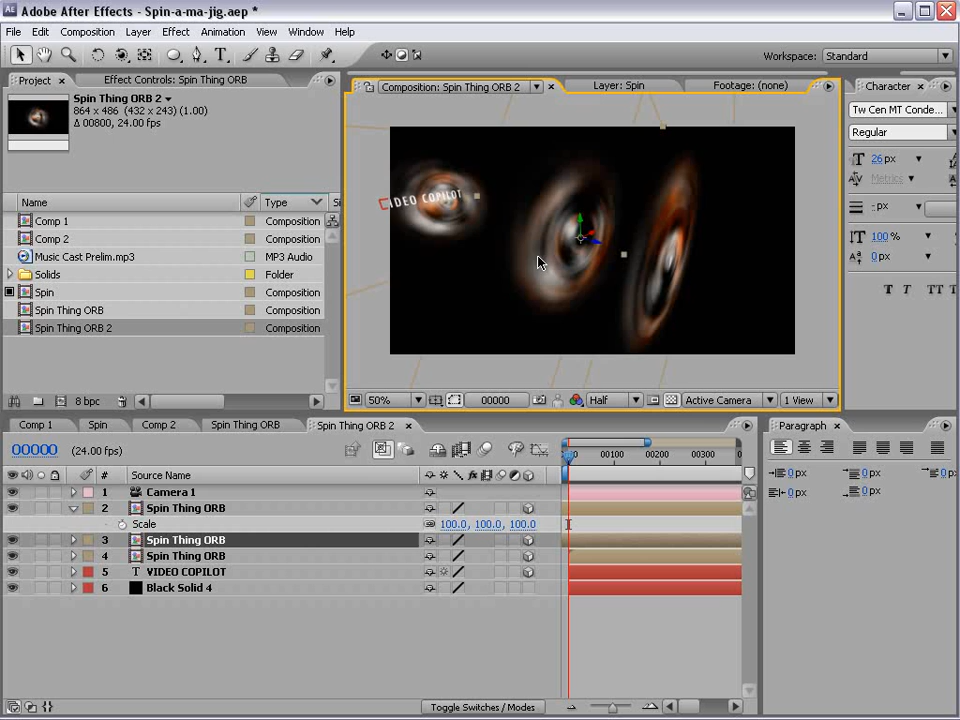 Adobe After Effects - Spin-a-ma-jig.aep *
File Edit Composition Layer Effect Animation View Window Help
Workspace: Standard
Project × Effect Controls: Spin Thing ORB
Composition: Spin Thing ORB 2 × Layer: Spin Footage: (none)
Character ×
Spin Thing ORB 2
864 x 486 (432 x 243) (1.00)
Δ 00800, 24.00 fps
Tw Cen MT Conde...
Regular
26 px
Metrics
- px
100 %
0 px
T T TT T
Name Type Si
Comp 1 Composition
Comp 2 Composition
Music Cast Prelim.mp3 MP3 Audio
Solids Folder
Spin Composition
Spin Thing ORB Composition
Spin Thing ORB 2 Composition
VIDEO COPILOT
8 bpc
50% 00000 Half Active Camera 1 View
Comp 1 Spin Comp 2 Spin Thing ORB Spin Thing ORB 2 ×
Paragraph ×
00000 (24.00 fps)
00100 00200 00300
# Source Name
0 px 0 px 0 px
0 px 0 px
1 Camera 1
2 Spin Thing ORB
Scale 100.0, 100.0, 100.0%
3 Spin Thing ORB
4 Spin Thing ORB
5 T VIDEO COPILOT
6 Black Solid 4
Toggle Switches / Modes